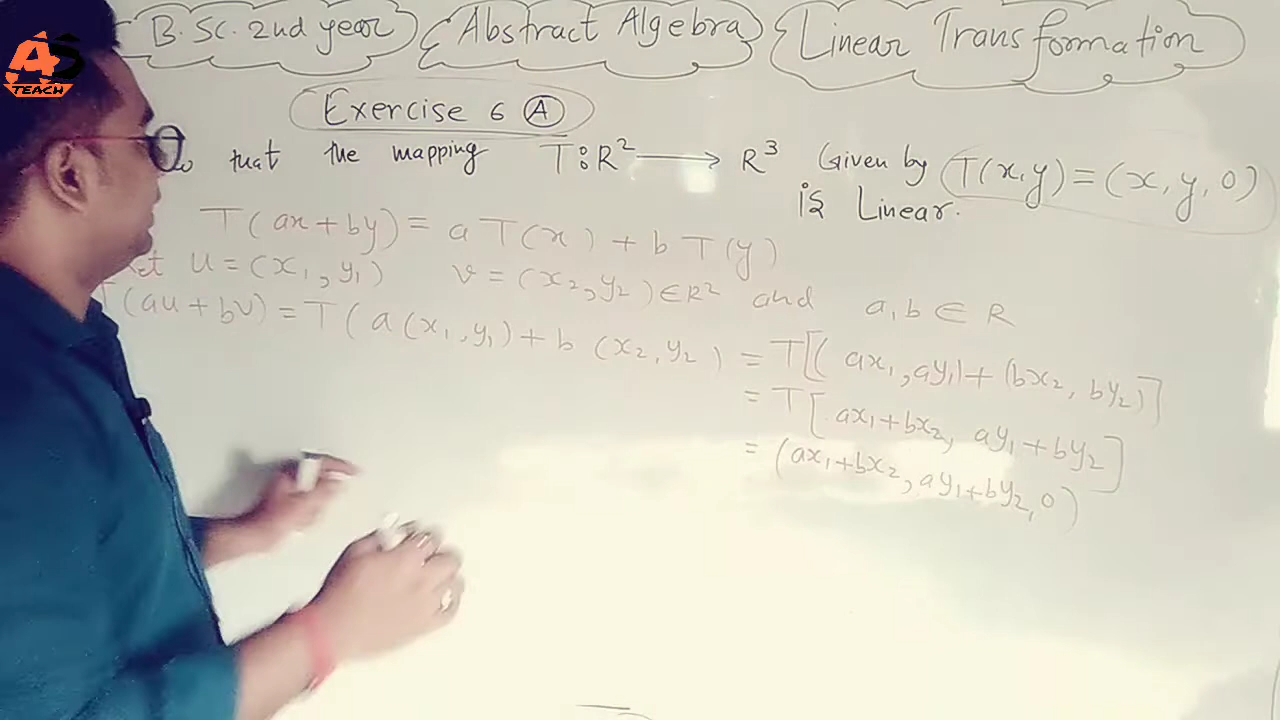 AS
TEACH
B.Sc. 2nd year Abstract Algebra Linear Transformation
Exercise 6 A
Q. that the mapping T: R² ⟶ R³ Given by T(x,y) = (x, y, 0)
is Linear.
T(ax + by) = a T(x) + b T(y)
Let u = (x₁, y₁) v = (x₂, y₂) ∈ R² and a, b ∈ R
T(au + bv) = T(a(x₁, y₁) + b (x₂, y₂)) = T[(ax₁, ay₁) + (bx₂, by₂)]
= T[ax₁ + bx₂, ay₁ + by₂]
= (ax₁ + bx₂, ay₁ + by₂, 0)